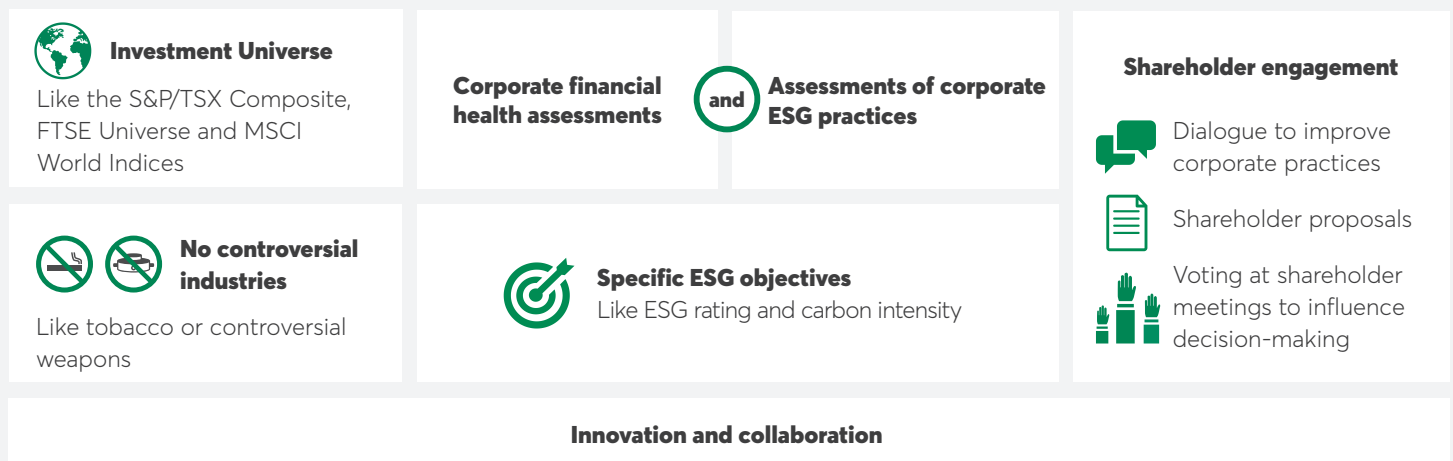 Investment Universe
Like the S&P/TSX Composite,
FTSE Universe and MSCI
World Indices
No controversial
industries
Like tobacco or controversial
weapons
Corporate financial
health assessments
and
Assessments of corporate
ESG practices
Specific ESG objectives
Like ESG rating and carbon intensity
Shareholder engagement
Dialogue to improve
corporate practices
Shareholder proposals
Voting at shareholder
meetings to influence
decision-making
Innovation and collaboration